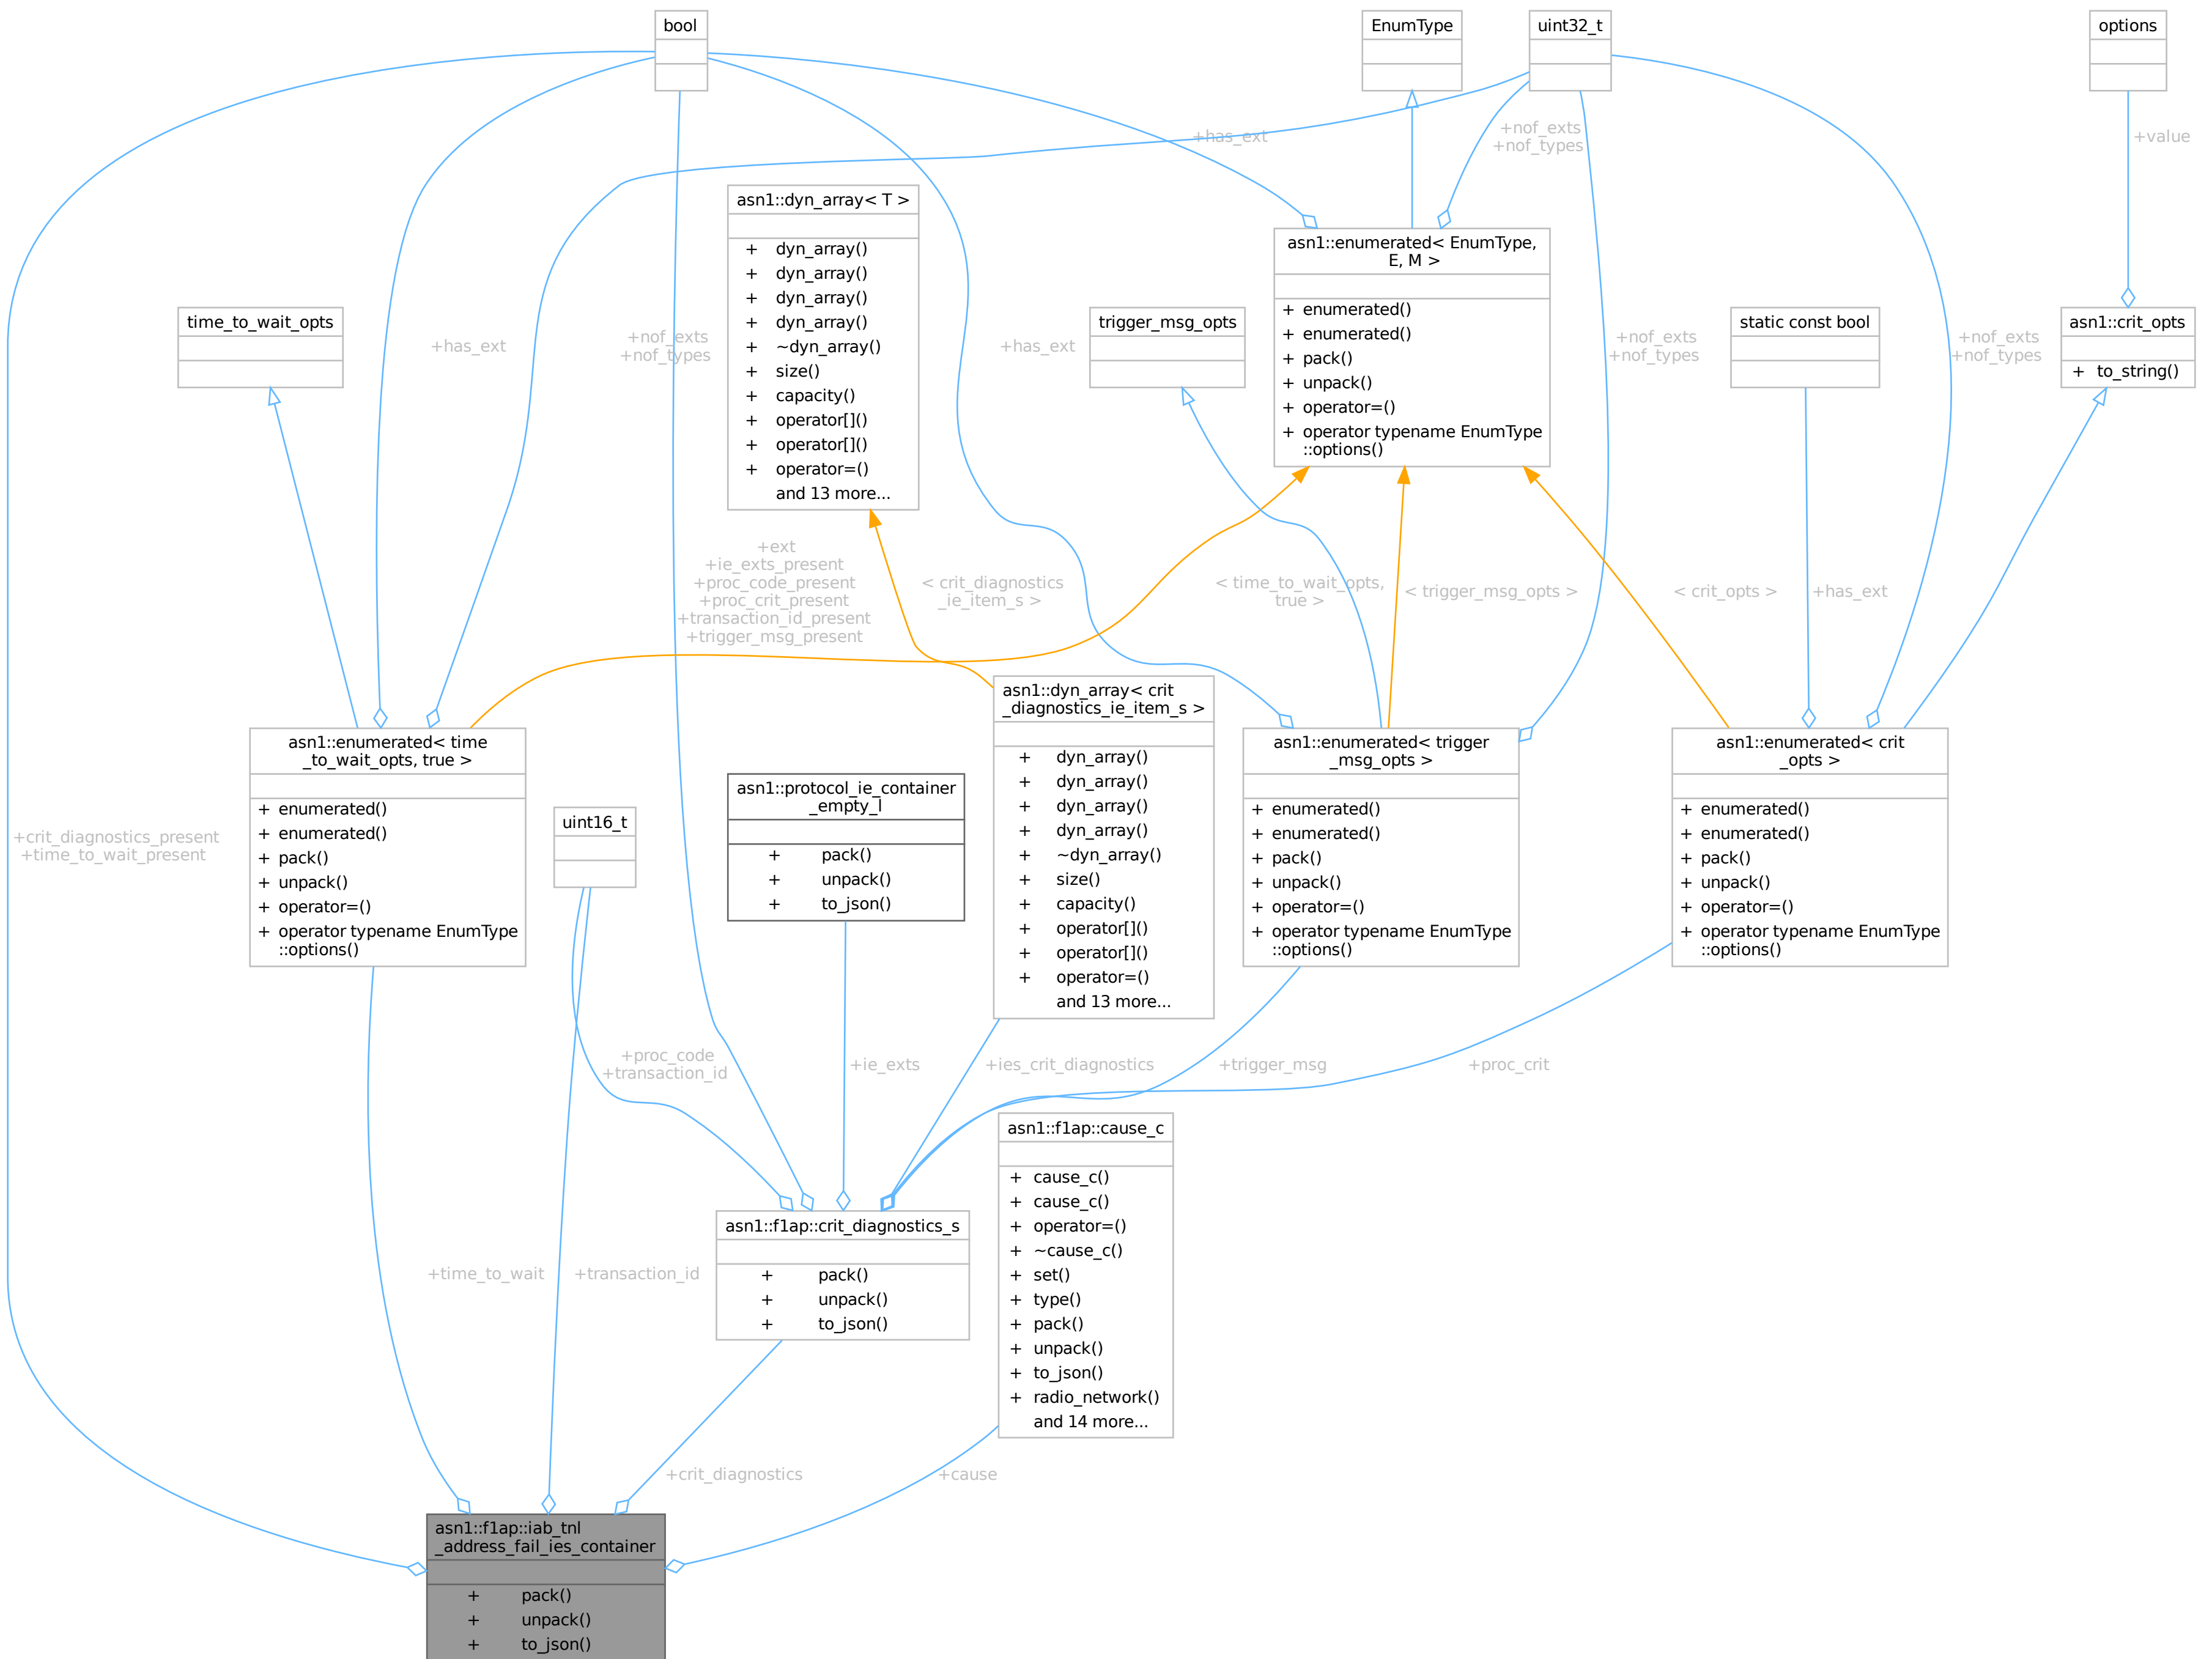 bool
EnumType
uint32_t
options
+has_ext
+nof_exts
+nof_types
+value
asn1::dyn_array< T >
+ dyn_array()
+ dyn_array()
+ dyn_array()
+ dyn_array()
+ ~dyn_array()
+ size()
+ capacity()
+ operator[]()
+ operator[]()
+ operator=()
and 13 more...
asn1::enumerated< EnumType,
E, M >
+ enumerated()
+ enumerated()
+ pack()
+ unpack()
+ operator=()
+ operator typename EnumType
::options()
time_to_wait_opts
trigger_msg_opts
static const bool
asn1::crit_opts
+ to_string()
+has_ext
+nof_exts
+nof_types
+has_ext
+nof_exts
+nof_types
+nof_exts
+nof_types
+ext
+ie_exts_present
+proc_code_present
+proc_crit_present
+transaction_id_present
+trigger_msg_present
< crit_diagnostics
_ie_item_s >
< time_to_wait_opts,
true >
< trigger_msg_opts >
< crit_opts >
+has_ext
asn1::enumerated< time
_to_wait_opts, true >
+ enumerated()
+ enumerated()
+ pack()
+ unpack()
+ operator=()
+ operator typename EnumType
::options()
uint16_t
asn1::protocol_ie_container
_empty_l
+ pack()
+ unpack()
+ to_json()
asn1::dyn_array< crit
_diagnostics_ie_item_s >
+ dyn_array()
+ dyn_array()
+ dyn_array()
+ dyn_array()
+ ~dyn_array()
+ size()
+ capacity()
+ operator[]()
+ operator[]()
+ operator=()
and 13 more...
asn1::enumerated< trigger
_msg_opts >
+ enumerated()
+ enumerated()
+ pack()
+ unpack()
+ operator=()
+ operator typename EnumType
::options()
asn1::enumerated< crit
_opts >
+ enumerated()
+ enumerated()
+ pack()
+ unpack()
+ operator=()
+ operator typename EnumType
::options()
+crit_diagnostics_present
+time_to_wait_present
+proc_code
+transaction_id
+ie_exts
+ies_crit_diagnostics
+trigger_msg
+proc_crit
asn1::f1ap::crit_diagnostics_s
+ pack()
+ unpack()
+ to_json()
asn1::f1ap::cause_c
+ cause_c()
+ cause_c()
+ operator=()
+ ~cause_c()
+ set()
+ type()
+ pack()
+ unpack()
+ to_json()
+ radio_network()
and 14 more...
+time_to_wait
+transaction_id
+crit_diagnostics
+cause
asn1::f1ap::iab_tnl
_address_fail_ies_container
+ pack()
+ unpack()
+ to_json()